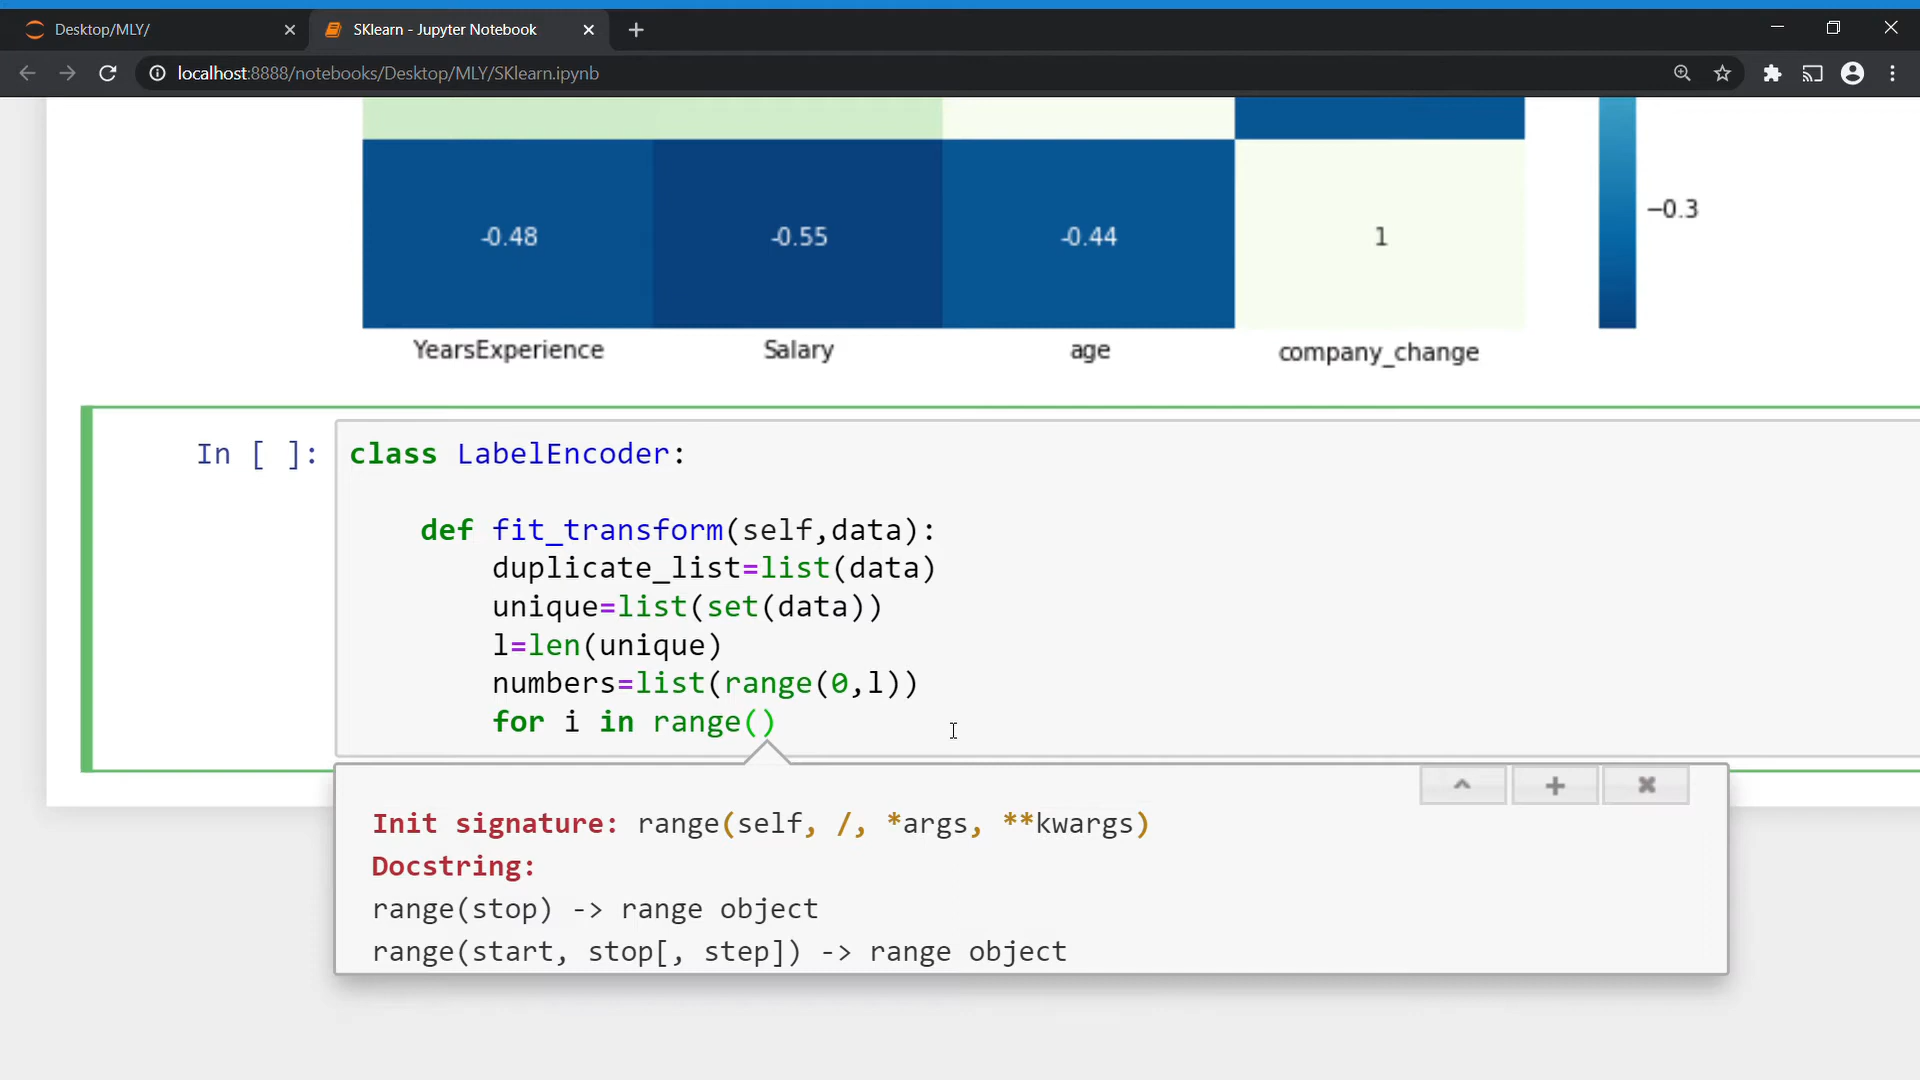 Desktop/MLY/
SKlearn - Jupyter Notebook
localhost:8888/notebooks/Desktop/MLY/SKlearn.ipynb
-0.48 -0.55 -0.44 1
−0.3
YearsExperience Salary age company_change
In [ ]: class LabelEncoder:
def fit_transform(self,data):
duplicate_list=list(data)
unique=list(set(data))
l=len(unique)
numbers=list(range(0,l))
for i in range()
Init signature: range(self, /, *args, **kwargs)
Docstring:
range(stop) -> range object
range(start, stop[, step]) -> range object